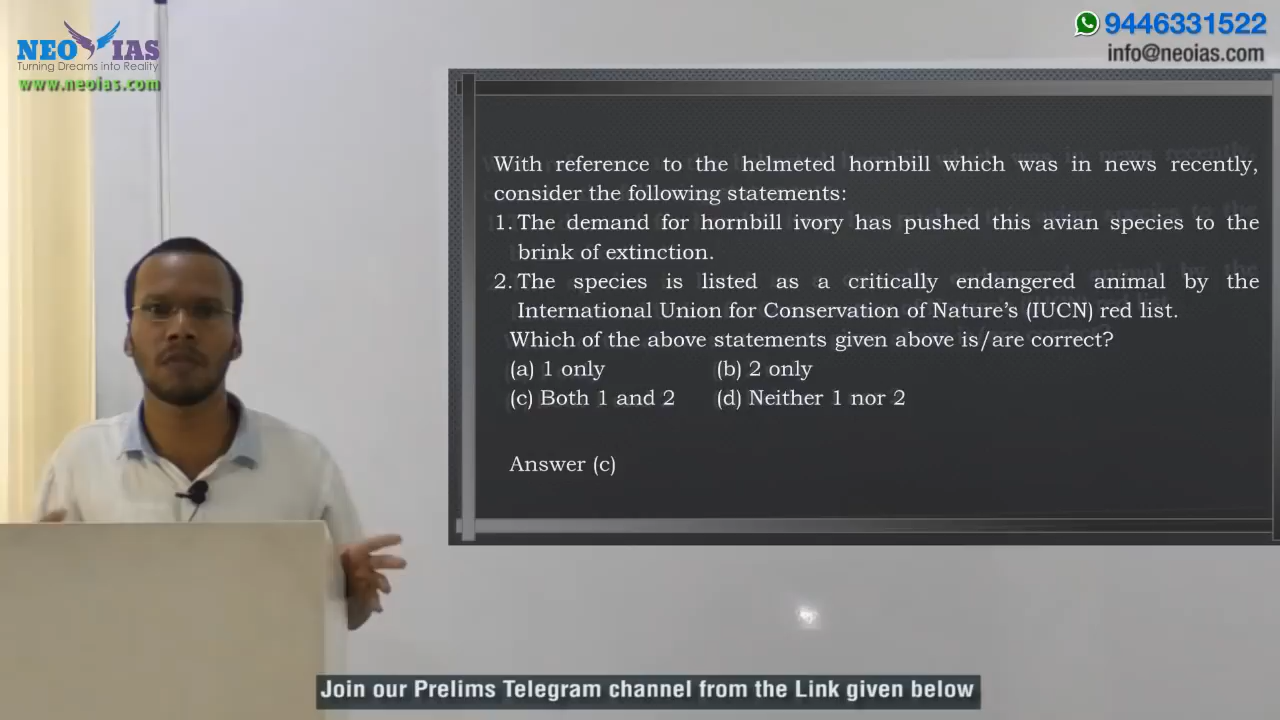 NEO IAS
Turning Dreams into Reality
www.neoias.com
9446331522
info@neoias.com
With reference to the helmeted hornbill which was in news recently,
consider the following statements:
1. The demand for hornbill ivory has pushed this avian species to the
brink of extinction.
2. The species is listed as a critically endangered animal by the
International Union for Conservation of Nature's (IUCN) red list.
Which of the above statements given above is/are correct?
(a) 1 only (b) 2 only
(c) Both 1 and 2 (d) Neither 1 nor 2
Answer (c)
Join our Prelims Telegram channel from the Link given below